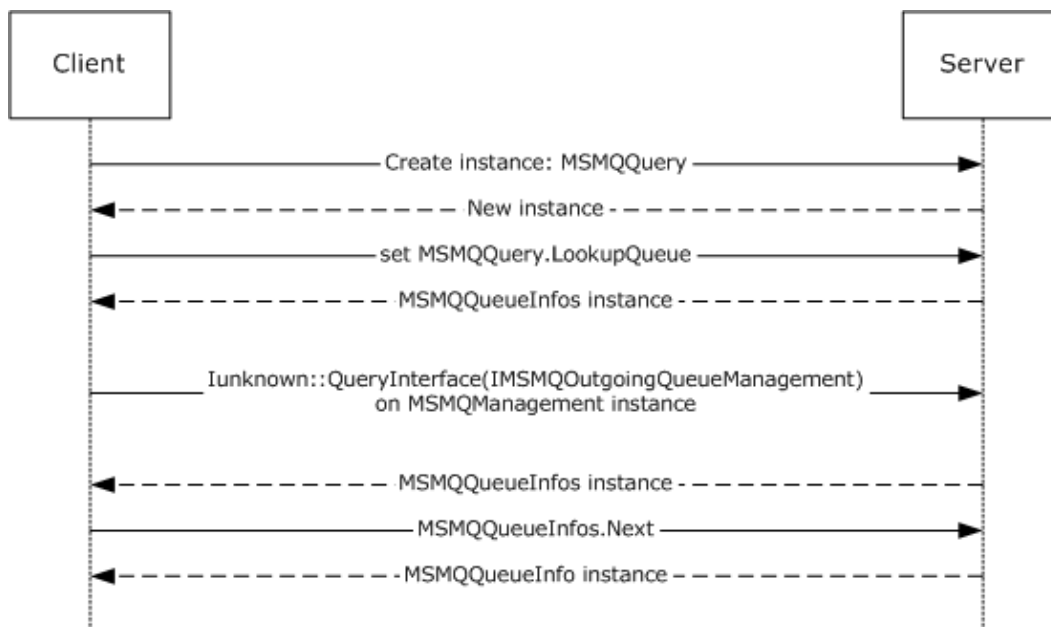 Client
Server
Create instance: MSMQQuery
New instance
set MSMQQuery.LookupQueue
MSMQQueueInfos instance
Iunknown::QueryInterface(IMSMQOutgoingQueueManagement)
on MSMQManagement instance
MSMQQueueInfos instance
MSMQQueueInfos.Next
MSMQQueueInfo instance